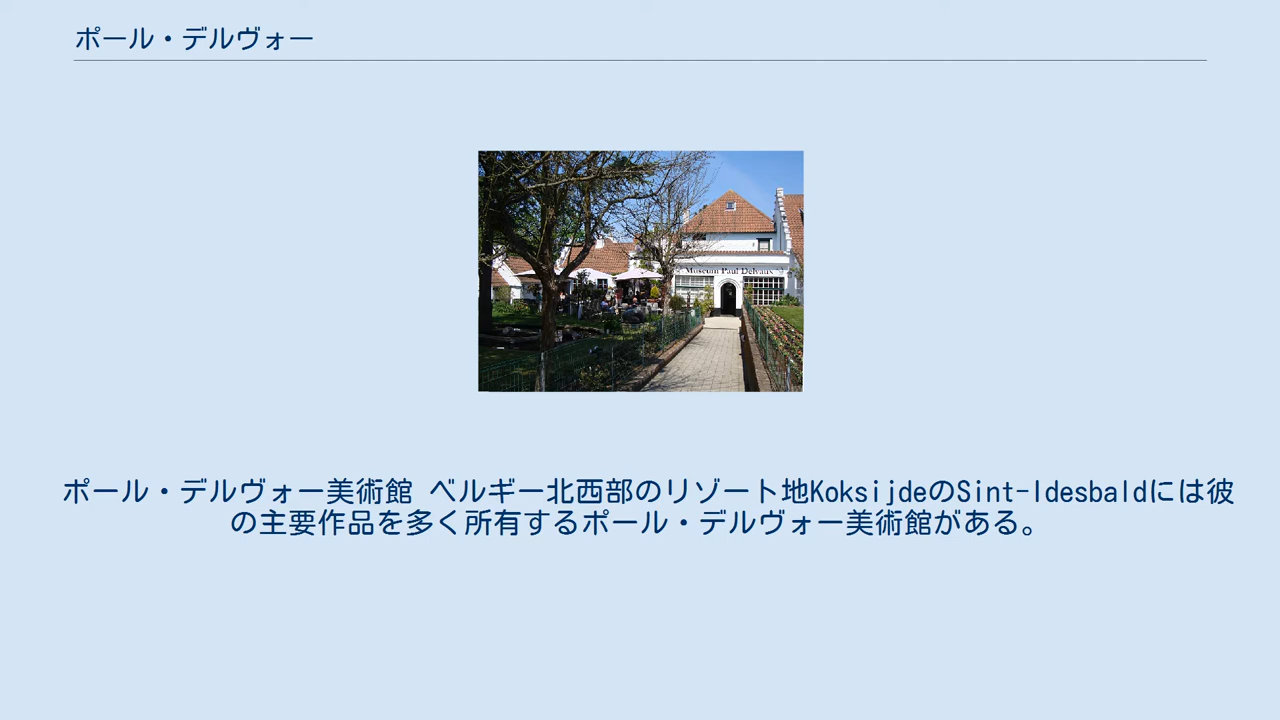 ポール・デルヴォー
Museum Paul Delvaux
ポール・デルヴォー美術館 ベルギー北西部のリゾート地KoksijdeのSint-Idesbaldには彼
の主要作品を多く所有するポール・デルヴォー美術館がある。